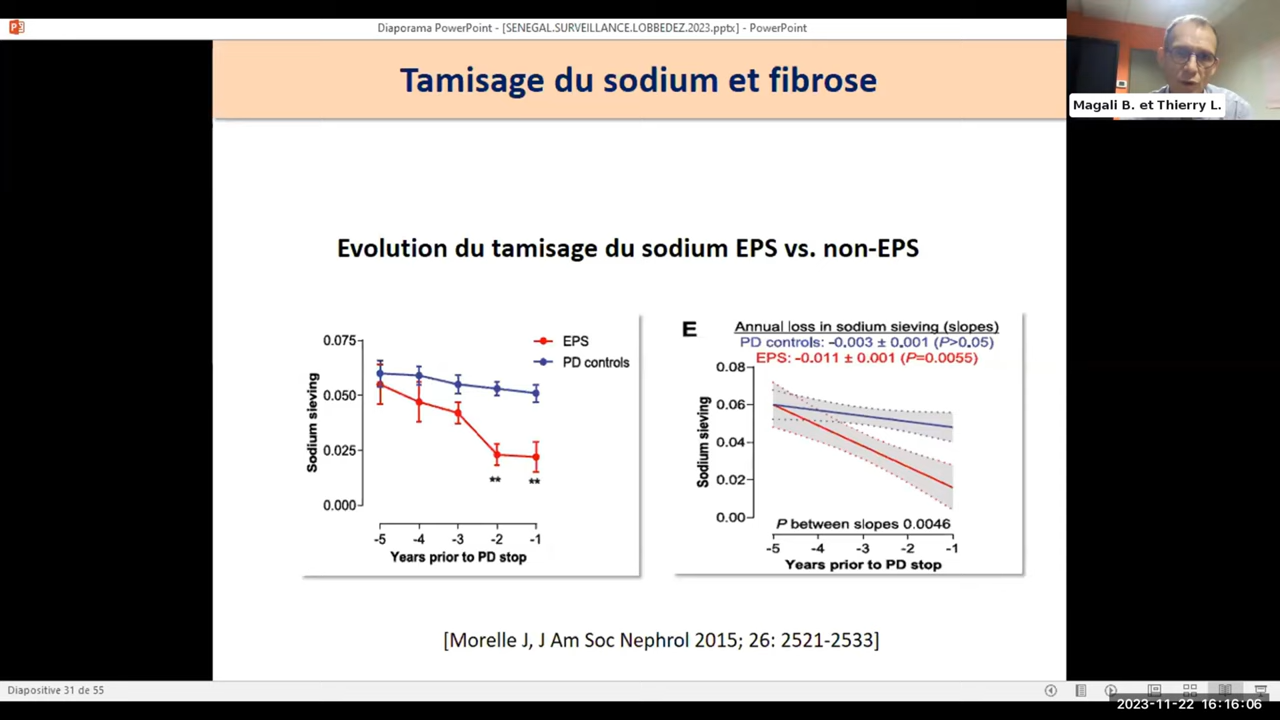 Diaporama PowerPoint - [SENEGAL.SURVEILLANCE.LOBBEDEZ.2023.pptx] - PowerPoint
Tamisage du sodium et fibrose
Magali B. et Thierry L.
Evolution du tamisage du sodium EPS vs. non-EPS
EPS
PD controls
Sodium sieving
0.075
0.050
0.025
0.000
** **
-5 -4 -3 -2 -1
Years prior to PD stop
E
Annual loss in sodium sieving (slopes)
PD controls: -0.003 ± 0.001 (P>0.05)
EPS: -0.011 ± 0.001 (P=0.0055)
Sodium sieving
0.08
0.06
0.04
0.02
0.00
P between slopes 0.0046
-5 -4 -3 -2 -1
Years prior to PD stop
[Morelle J, J Am Soc Nephrol 2015; 26: 2521-2533]
Diapositive 31 de 55
2023-11-22 16:16:06